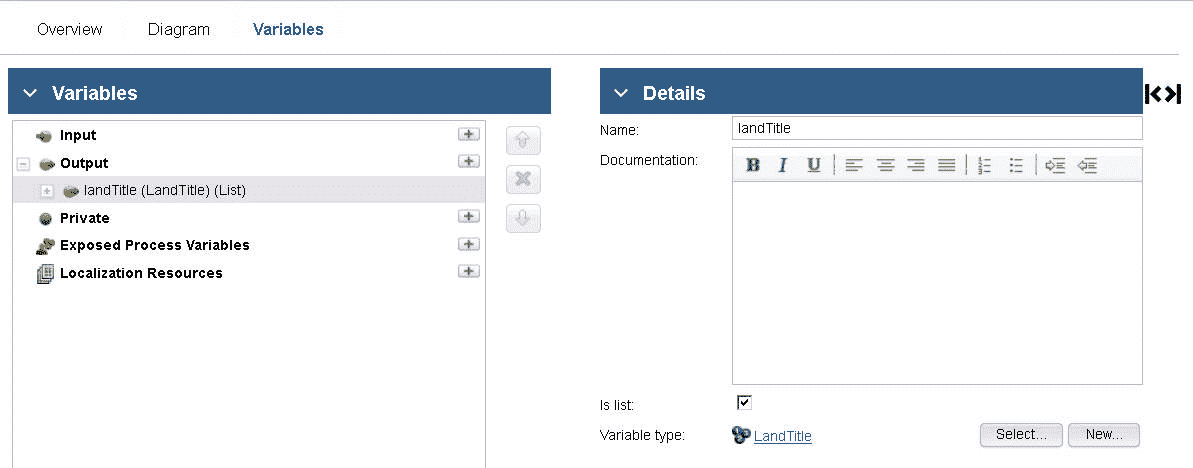 Overview Diagram Variables
Variables
Input
Output
landTitle (LandTitle) (List)
Private
Exposed Process Variables
Localization Resources
Details
Name: landTitle
Documentation:
B I U
Is list:
Variable type: LandTitle Select... New...